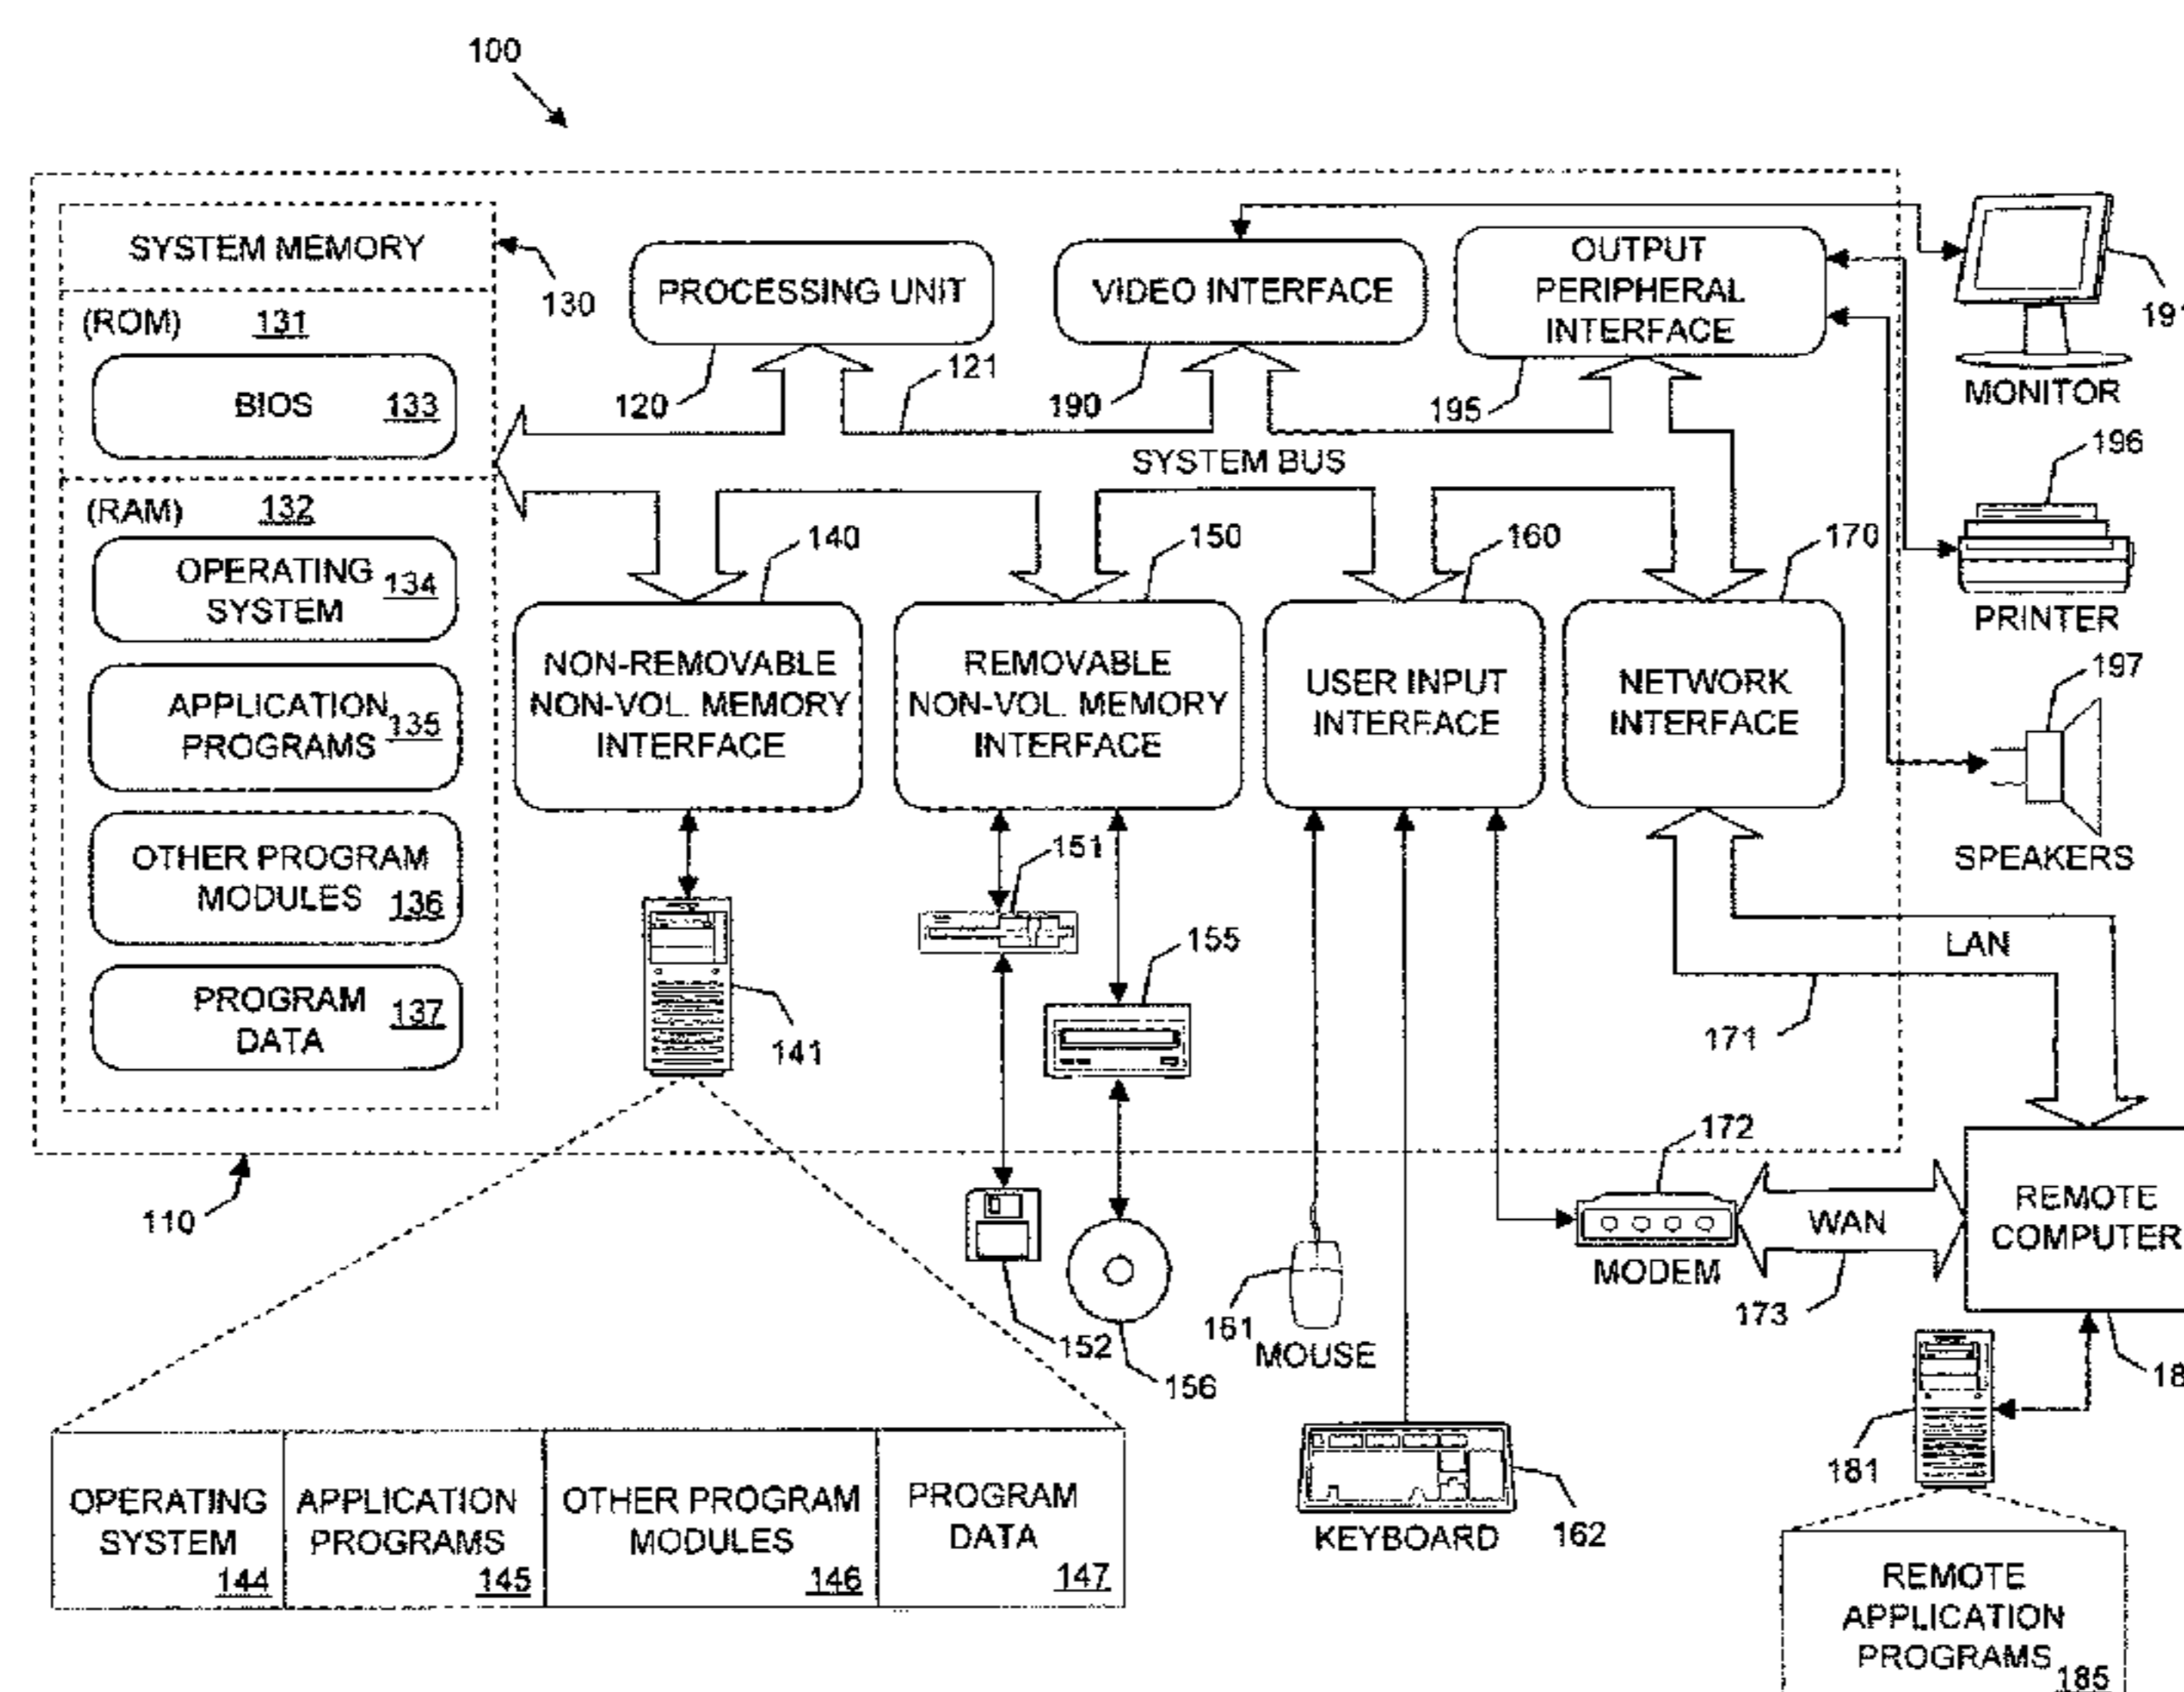 100
SYSTEM MEMORY
130
(ROM) 131
BIOS 133
(RAM) 132
OPERATING
SYSTEM 134
APPLICATION
PROGRAMS 135
OTHER PROGRAM
MODULES 136
PROGRAM
DATA 137
110
PROCESSING UNIT
120
121
VIDEO INTERFACE
190
OUTPUT
PERIPHERAL
INTERFACE
195
SYSTEM BUS
140
NON-REMOVABLE
NON-VOL. MEMORY
INTERFACE
150
REMOVABLE
NON-VOL. MEMORY
INTERFACE
160
USER INPUT
INTERFACE
170
NETWORK
INTERFACE
MONITOR
196
PRINTER
197
SPEAKERS
141
151
155
152
156
161
MOUSE
KEYBOARD
162
LAN
171
172
MODEM
WAN
173
REMOTE
COMPUTER
181
REMOTE
APPLICATION
PROGRAMS 185
OPERATING
SYSTEM
144
APPLICATION
PROGRAMS
145
OTHER PROGRAM
MODULES
146
PROGRAM
DATA
147